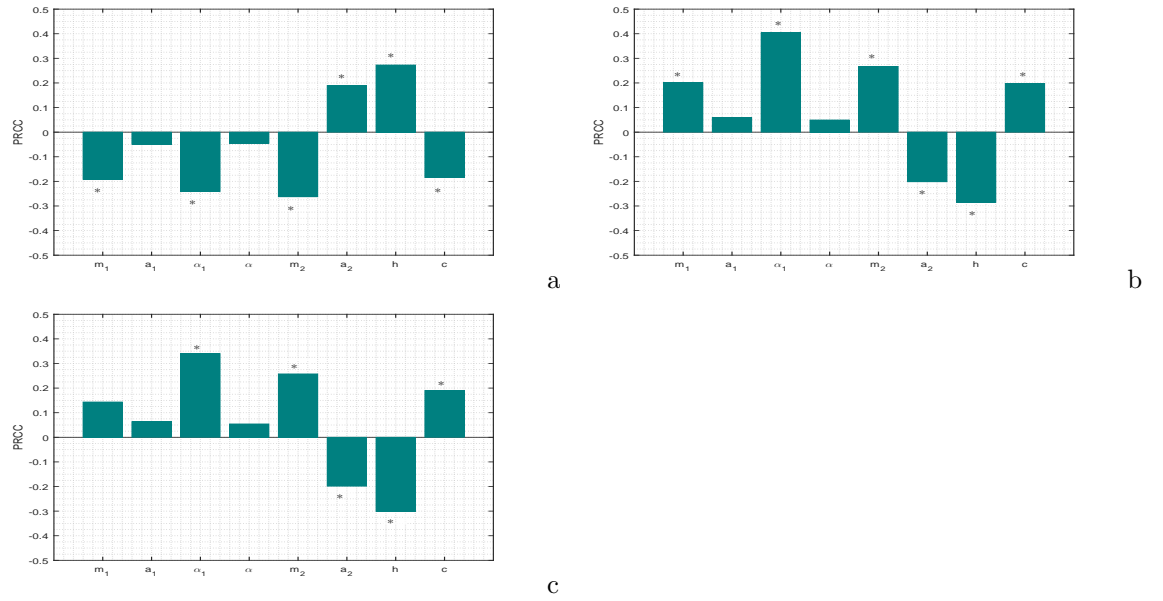 0.5
0.4
0.3
0.2
0.1
0
-0.1
-0.2
-0.3
-0.4
-0.5
PRCC
* * * * * *
m₁ a₁ α₁ α m₂ a₂ h c
a
0.5
0.4
0.3
0.2
0.1
0
-0.1
-0.2
-0.3
-0.4
-0.5
PRCC
* * * * * *
m₁ a₁ α₁ α m₂ a₂ h c
b
0.5
0.4
0.3
0.2
0.1
0
-0.1
-0.2
-0.3
-0.4
-0.5
PRCC
* * * * *
m₁ a₁ α₁ α m₂ a₂ h c
c